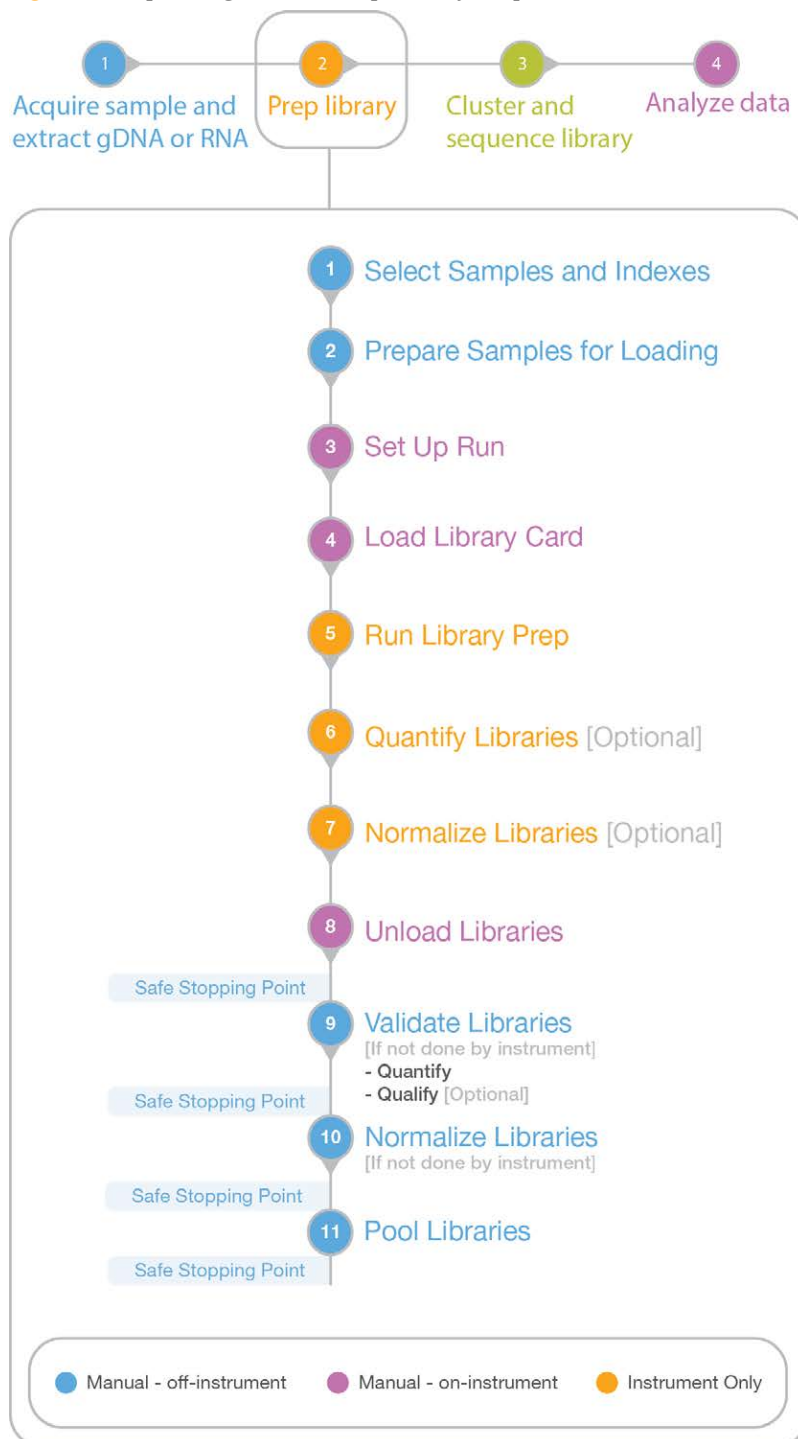 1
2
3
4
Acquire sample and
extract gDNA or RNA
Prep library
Cluster and
sequence library
Analyze data
1 Select Samples and Indexes
2 Prepare Samples for Loading
3 Set Up Run
4 Load Library Card
5 Run Library Prep
6 Quantify Libraries [Optional]
7 Normalize Libraries [Optional]
8 Unload Libraries
Safe Stopping Point
9 Validate Libraries
[If not done by instrument]
- Quantify
- Qualify [Optional]
Safe Stopping Point
10 Normalize Libraries
[If not done by instrument]
Safe Stopping Point
11 Pool Libraries
Safe Stopping Point
Manual - off-instrument
Manual - on-instrument
Instrument Only